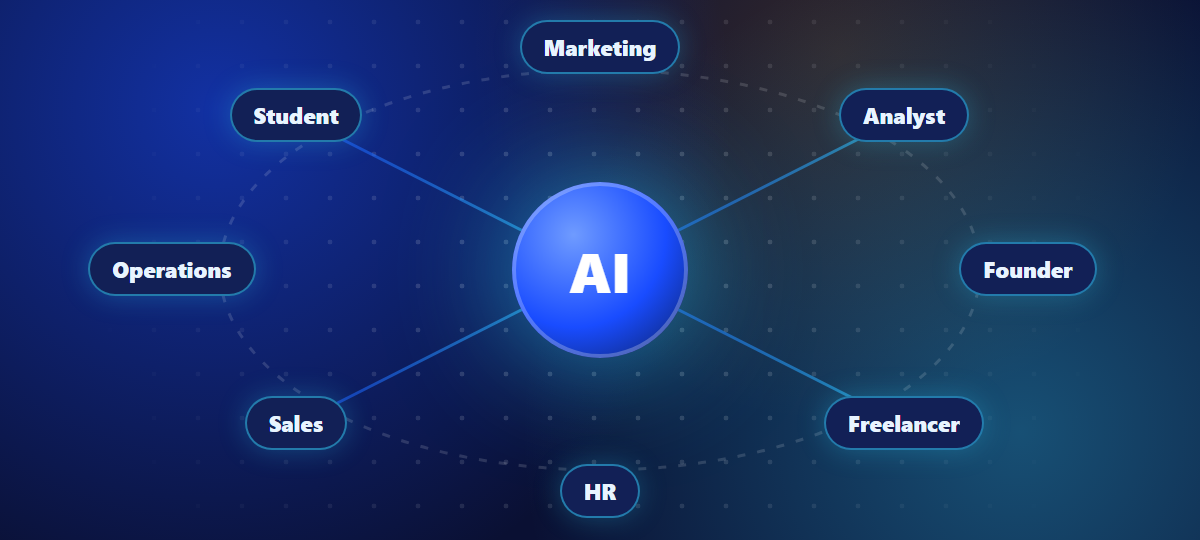 Marketing
Student
Analyst
AI
Operations
Founder
Sales
Freelancer
HR